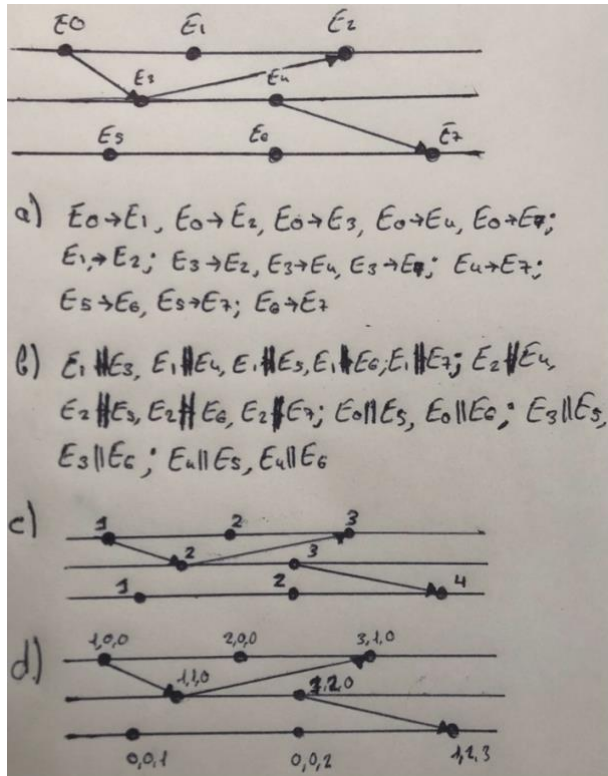 E0 E1 E2
E3 E4
E5 E6 E7
a) E0→E1, E0→E2, E0→E3, E0→E4, E0→E7;
E1→E2; E3→E2, E3→E4, E3→E7; E4→E7;
E5→E6, E5→E7; E6→E7
b) E1∥E3, E1∥E4, E1∥E5, E1∥E6; E1∥E7; E2∥E4,
E2∥E5, E2∥E6, E2∥E7; E0∥E5, E0∥E6; E3∥E5,
E3∥E6; E4∥E5, E4∥E6
c) 1 2 3
2 3
1 2 4
d) 1,0,0 2,0,0 3,1,0
1,1,0 1,2,0
0,0,1 0,0,2 1,2,3